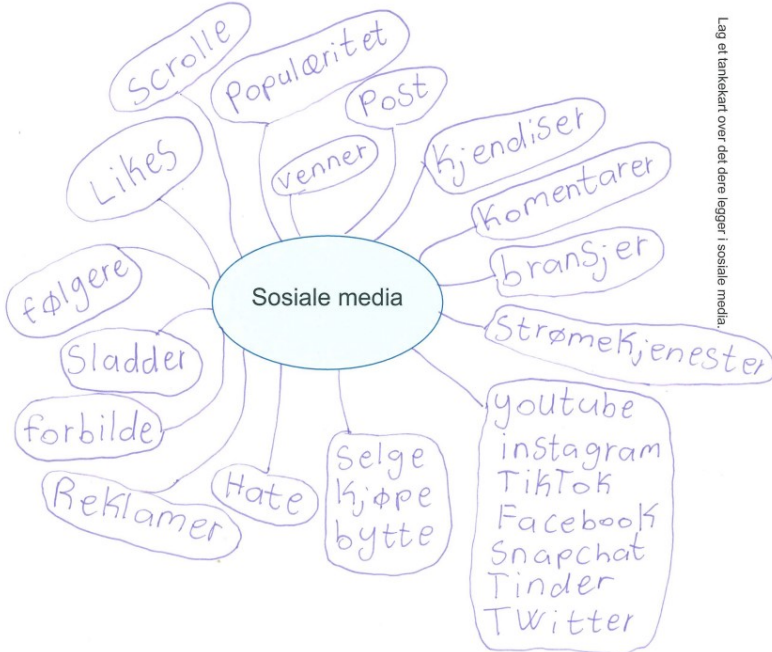 Lag et tankekart over det dere legger i sosiale media.
Scrolle
Populæritet
Post
venner
Likes
Kjendiser
Komentarer
bransjer
Strømekjenester
følgere
Sosiale media
Sladder
forbilde
Reklamer
Hate
Selge
Kjøpe
bytte
youtube
instagram
TikTok
Facebook
Snapchat
Tinder
TWitter